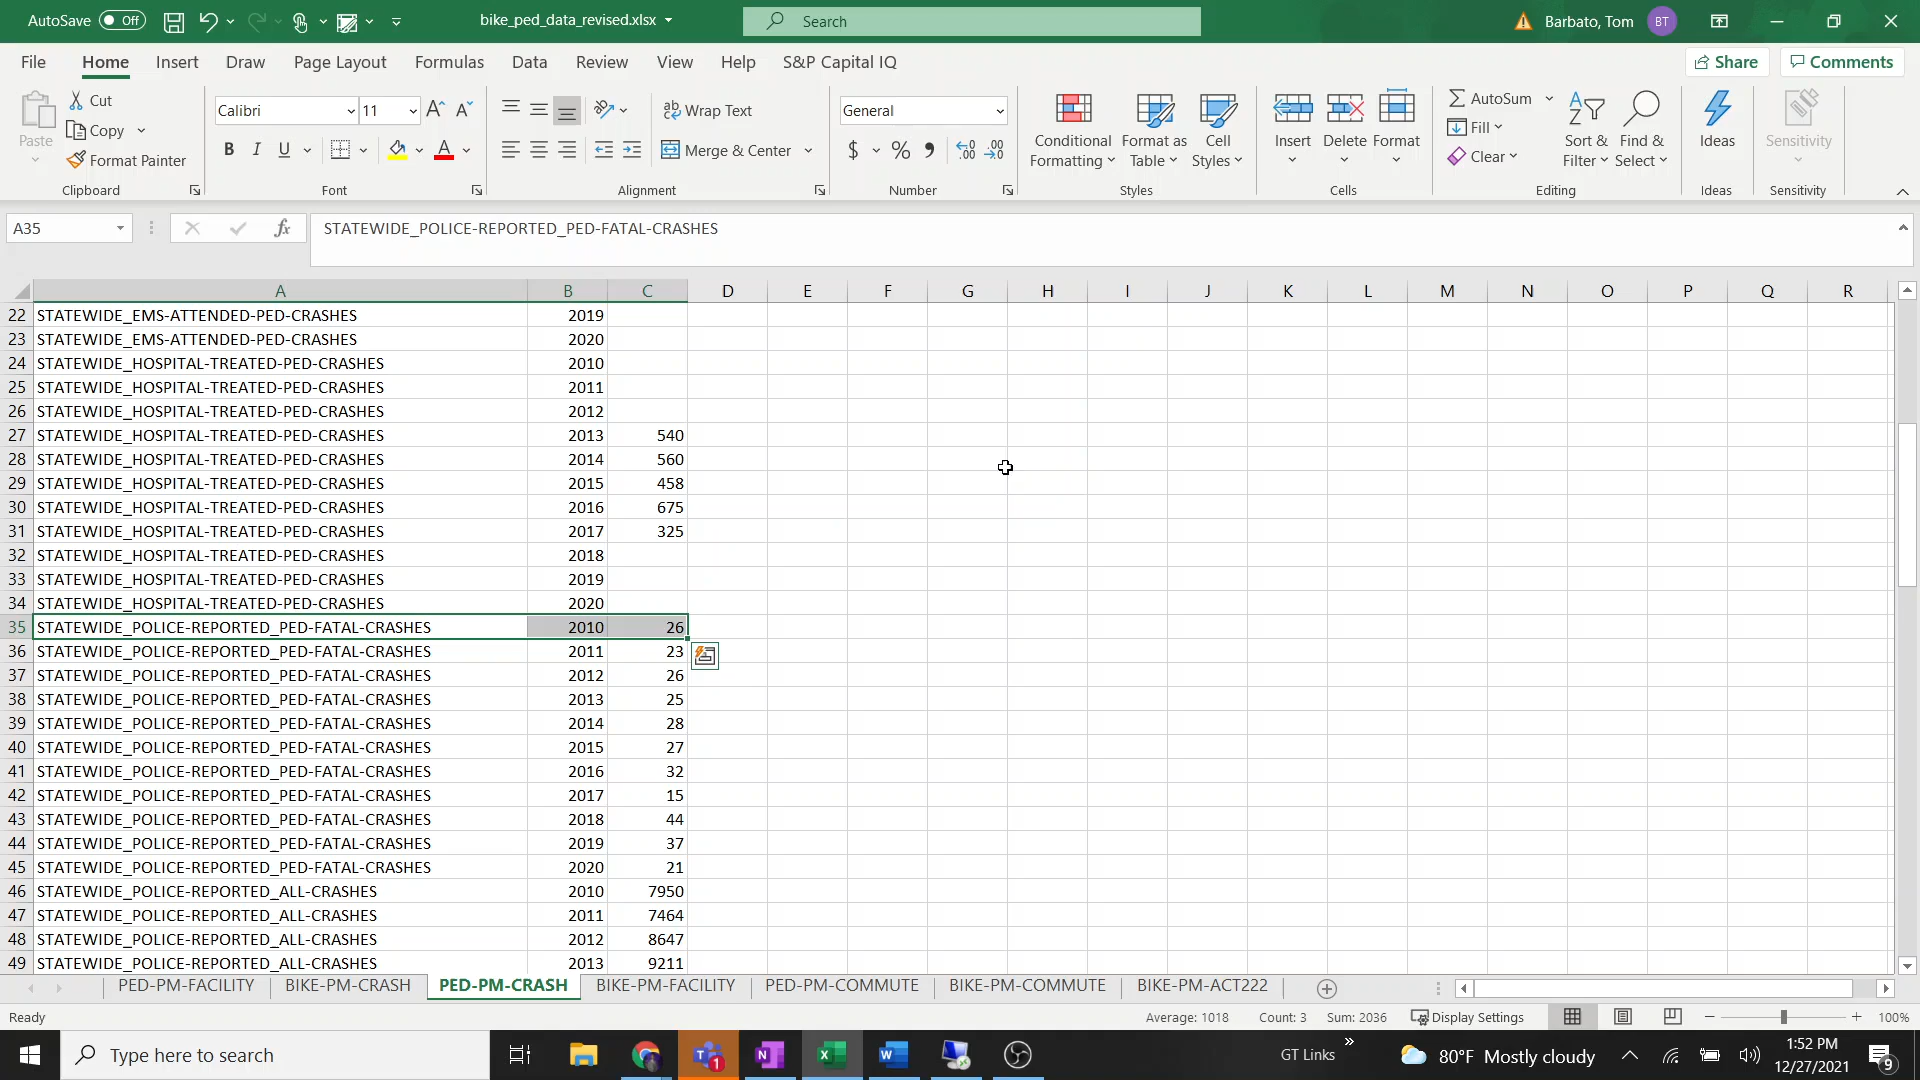 AutoSave Off bike_ped_data_revised.xlsx Search Barbato, Tom BT
File Home Insert Draw Page Layout Formulas Data Review View Help S&P Capital IQ Share Comments
Paste Cut Copy Format Painter
Clipboard
Calibri 11 A A
B I U A
Font
Wrap Text
Merge & Center
Alignment
General
$ % 9 .00 .00
Number
Conditional Formatting Format as Table Cell Styles
Styles
Insert Delete Format
Cells
AutoSum
Fill
Clear
Sort & Filter Find & Select
Editing
Ideas
Ideas
Sensitivity
Sensitivity
A35 fx STATEWIDE_POLICE-REPORTED_PED-FATAL-CRASHES
A B C D E F G H I J K L M N O P Q R
22 STATEWIDE_EMS-ATTENDED-PED-CRASHES 2019
23 STATEWIDE_EMS-ATTENDED-PED-CRASHES 2020
24 STATEWIDE_HOSPITAL-TREATED-PED-CRASHES 2010
25 STATEWIDE_HOSPITAL-TREATED-PED-CRASHES 2011
26 STATEWIDE_HOSPITAL-TREATED-PED-CRASHES 2012
27 STATEWIDE_HOSPITAL-TREATED-PED-CRASHES 2013 540
28 STATEWIDE_HOSPITAL-TREATED-PED-CRASHES 2014 560
29 STATEWIDE_HOSPITAL-TREATED-PED-CRASHES 2015 458
30 STATEWIDE_HOSPITAL-TREATED-PED-CRASHES 2016 675
31 STATEWIDE_HOSPITAL-TREATED-PED-CRASHES 2017 325
32 STATEWIDE_HOSPITAL-TREATED-PED-CRASHES 2018
33 STATEWIDE_HOSPITAL-TREATED-PED-CRASHES 2019
34 STATEWIDE_HOSPITAL-TREATED-PED-CRASHES 2020
35 STATEWIDE_POLICE-REPORTED_PED-FATAL-CRASHES 2010 26
36 STATEWIDE_POLICE-REPORTED_PED-FATAL-CRASHES 2011 23
37 STATEWIDE_POLICE-REPORTED_PED-FATAL-CRASHES 2012 26
38 STATEWIDE_POLICE-REPORTED_PED-FATAL-CRASHES 2013 25
39 STATEWIDE_POLICE-REPORTED_PED-FATAL-CRASHES 2014 28
40 STATEWIDE_POLICE-REPORTED_PED-FATAL-CRASHES 2015 27
41 STATEWIDE_POLICE-REPORTED_PED-FATAL-CRASHES 2016 32
42 STATEWIDE_POLICE-REPORTED_PED-FATAL-CRASHES 2017 15
43 STATEWIDE_POLICE-REPORTED_PED-FATAL-CRASHES 2018 44
44 STATEWIDE_POLICE-REPORTED_PED-FATAL-CRASHES 2019 37
45 STATEWIDE_POLICE-REPORTED_PED-FATAL-CRASHES 2020 21
46 STATEWIDE_POLICE-REPORTED_ALL-CRASHES 2010 7950
47 STATEWIDE_POLICE-REPORTED_ALL-CRASHES 2011 7464
48 STATEWIDE_POLICE-REPORTED_ALL-CRASHES 2012 8647
49 STATEWIDE_POLICE-REPORTED_ALL-CRASHES 2013 9211
PED-PM-FACILITY BIKE-PM-CRASH PED-PM-CRASH BIKE-PM-FACILITY PED-PM-COMMUTE BIKE-PM-COMMUTE BIKE-PM-ACT222
Ready Average: 1018 Count: 3 Sum: 2036 Display Settings 100%
Type here to search 1 GT Links 80°F Mostly cloudy 1:52 PM
12/27/2021 9